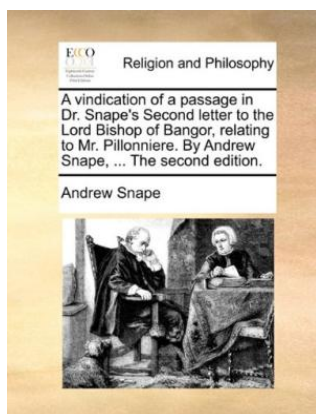 ECCO
Religion and Philosophy
A vindication of a passage in
Dr. Snape's Second letter to the
Lord Bishop of Bangor, relating
to Mr. Pillonniere. By Andrew
Snape, ... The second edition.
Andrew Snape